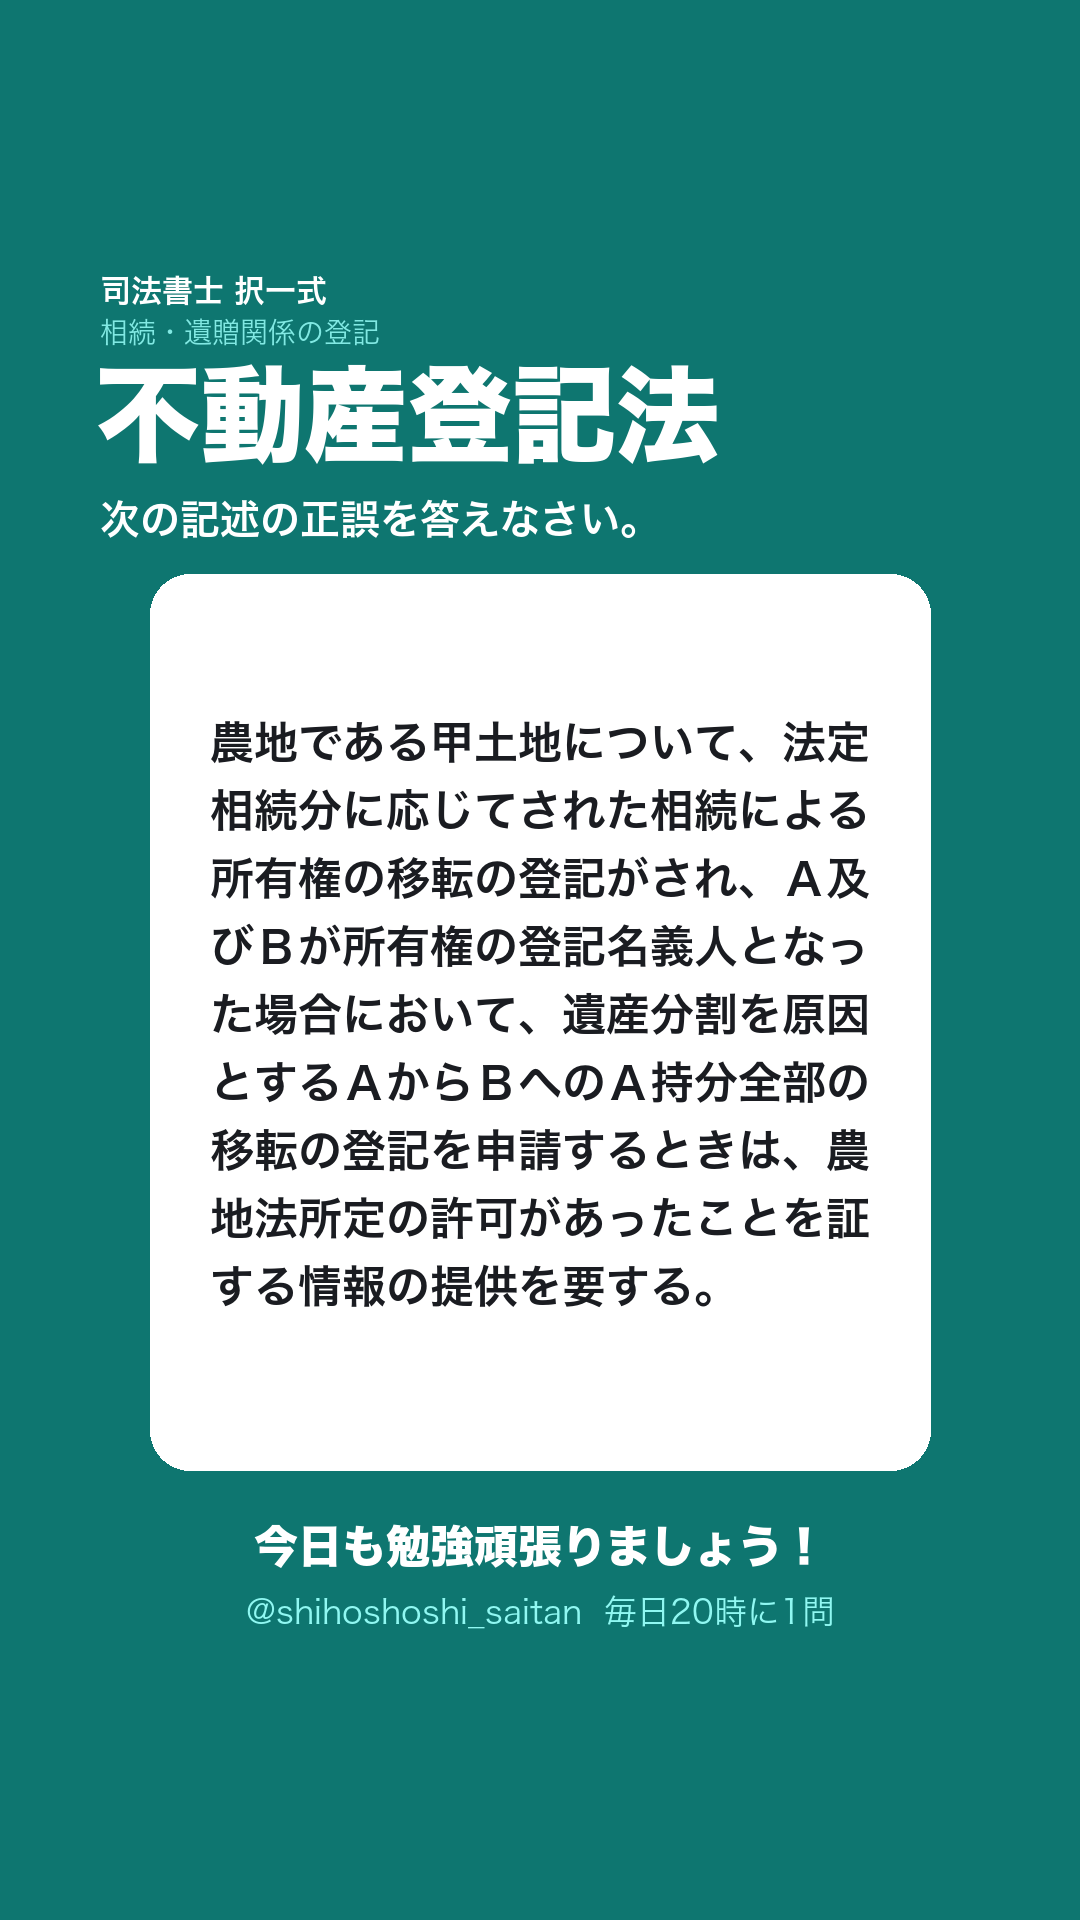 司法書士 択一式
相続・遺贈関係の登記
不動産登記法
次の記述の正誤を答えなさい。
農地である甲土地について、法定
相続分に応じてされた相続による
所有権の移転の登記がされ、Ａ及
びＢが所有権の登記名義人となっ
た場合において、遺産分割を原因
とするＡからＢへのＡ持分全部の
移転の登記を申請するときは、農
地法所定の許可があったことを証
する情報の提供を要する。
今日も勉強頑張りましょう！
@shihoshoshi_saitan 毎日20時に1問